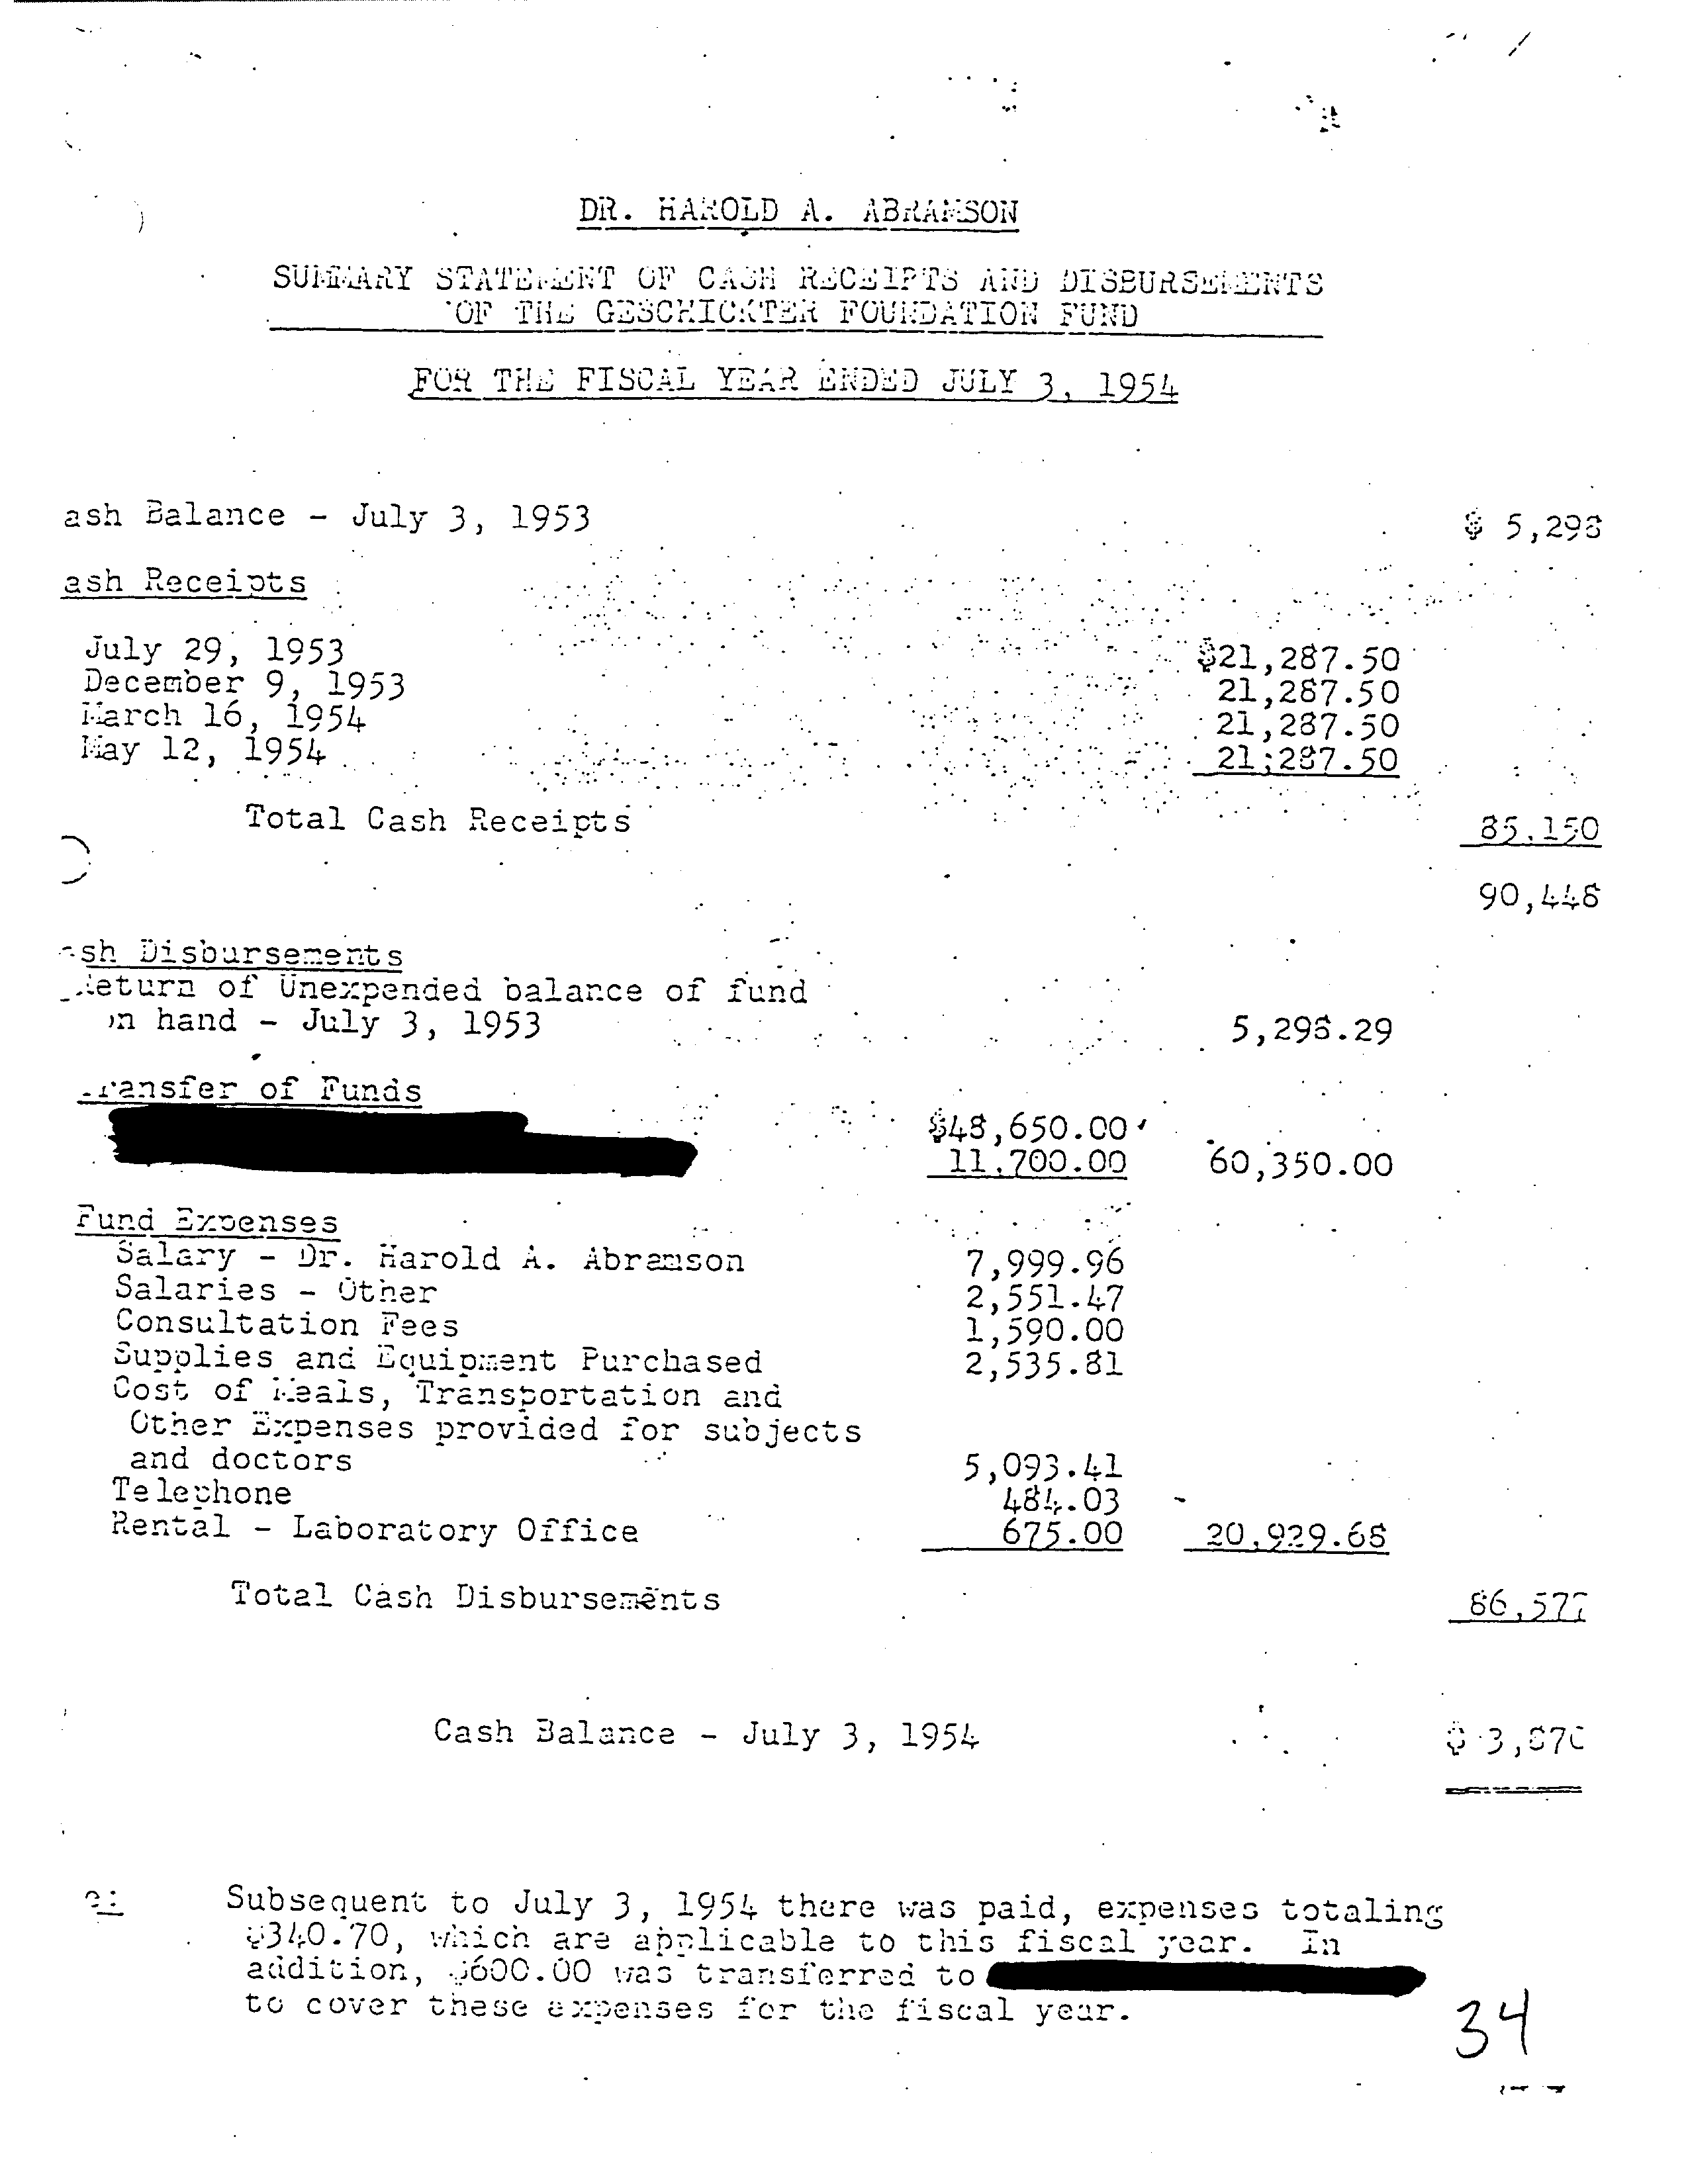 DR. HAROLD A. ABRAMSON
SUMMARY STATEMENT OF CASH RECEIPTS AND DISBURSEMENTS
OF THE GESCHICKTER FOUNDATION FUND
FOR THE FISCAL YEAR ENDED JULY 3, 1954
ash Balance - July 3, 1953 $ 5,298
ash Receipts
July 29, 1953 $21,287.50
December 9, 1953 21,287.50
March 16, 1954 21,287.50
May 12, 1954 21,287.50
Total Cash Receipts 85,150
90,448
sh Disbursements
eturn of Unexpended balance of fund
on hand - July 3, 1953 5,298.29
ransfer of Funds
$48,650.00
11,700.00 60,350.00
Fund Expenses
Salary - Dr. Harold A. Abramson 7,999.96
Salaries - Other 2,551.47
Consultation Fees 1,590.00
Supplies and Equipment Purchased 2,535.81
Cost of Meals, Transportation and
Other Expenses provided for subjects
and doctors 5,093.41
Telephone 484.03
Rental - Laboratory Office 675.00 20,929.68
Total Cash Disbursements 86,577
Cash Balance - July 3, 1954 $ 3,870
e: Subsequent to July 3, 1954 there was paid, expenses totaling
$340.70, which are applicable to this fiscal year. In
addition, $600.00 was transferred to
to cover these expenses for the fiscal year.
34